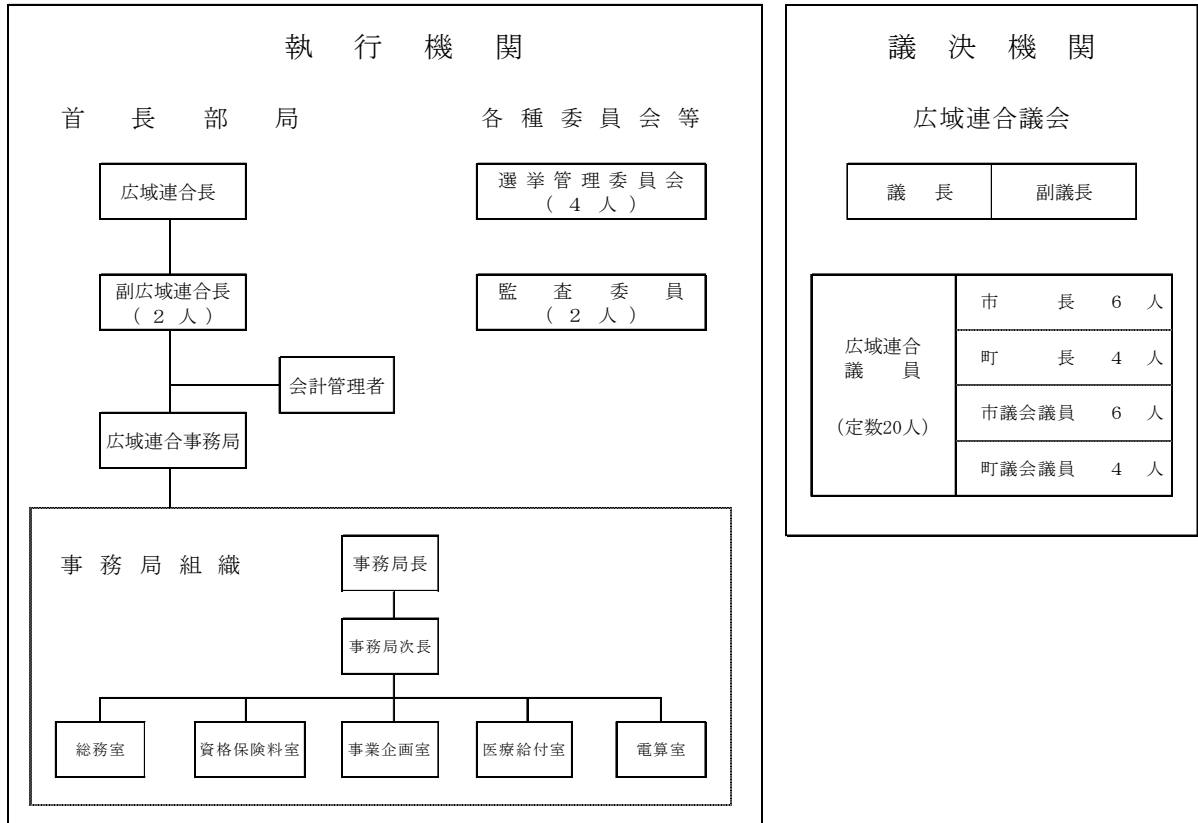 執行機関
首長部局
各種委員会等
広域連合長
選挙管理委員会
(4人)
副広域連合長
(2人)
監査委員
(2人)
会計管理者
広域連合事務局
事務局組織
事務局長
事務局次長
総務室
資格保険料室
事業企画室
医療給付室
電算室
議決機関
広域連合議会
議長
副議長
広域連合
議員
(定数20人)
市長 6人
町長 4人
市議会議員 6人
町議会議員 4人